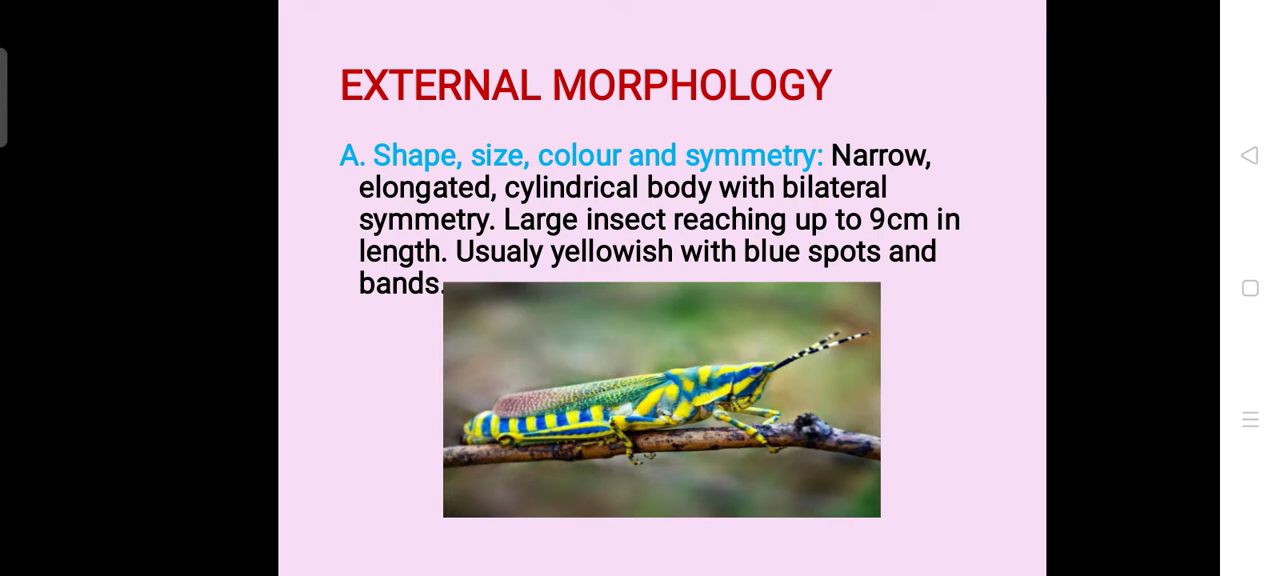 EXTERNAL MORPHOLOGY
A. Shape, size, colour and symmetry: Narrow,
elongated, cylindrical body with bilateral
symmetry. Large insect reaching up to 9cm in
length. Usualy yellowish with blue spots and
bands.